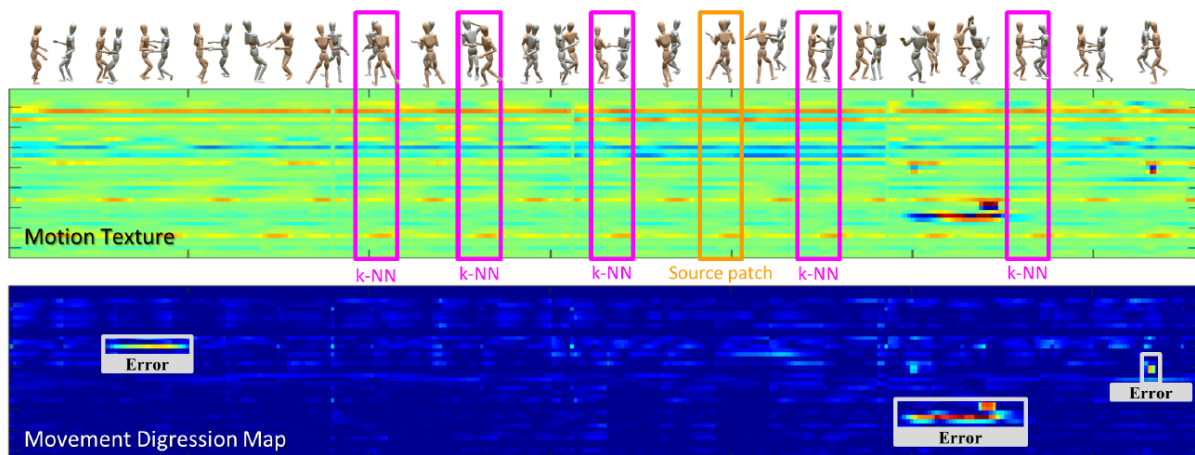 Motion Texture
k-NN
k-NN
k-NN
Source patch
k-NN
k-NN
Error
Error
Error
Movement Digression Map